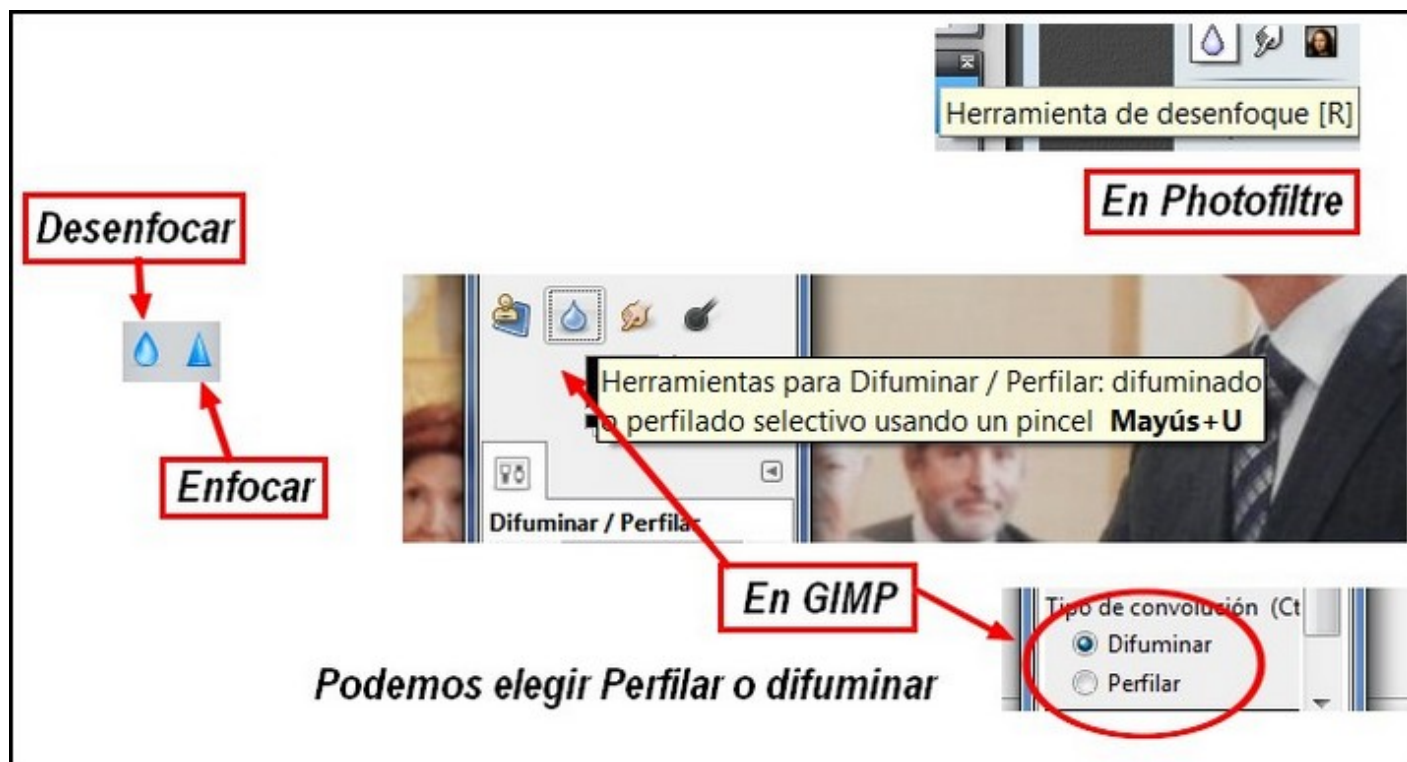 Herramienta de desenfoque [R]
En Photofiltre
Desenfocar
Enfocar
Herramientas para Difuminar / Perfilar: difuminado
o perfilado selectivo usando un pincel Mayús+U
Difuminar / Perfilar
En GIMP
Tipo de convolución (Ct
Difuminar
Perfilar
Podemos elegir Perfilar o difuminar